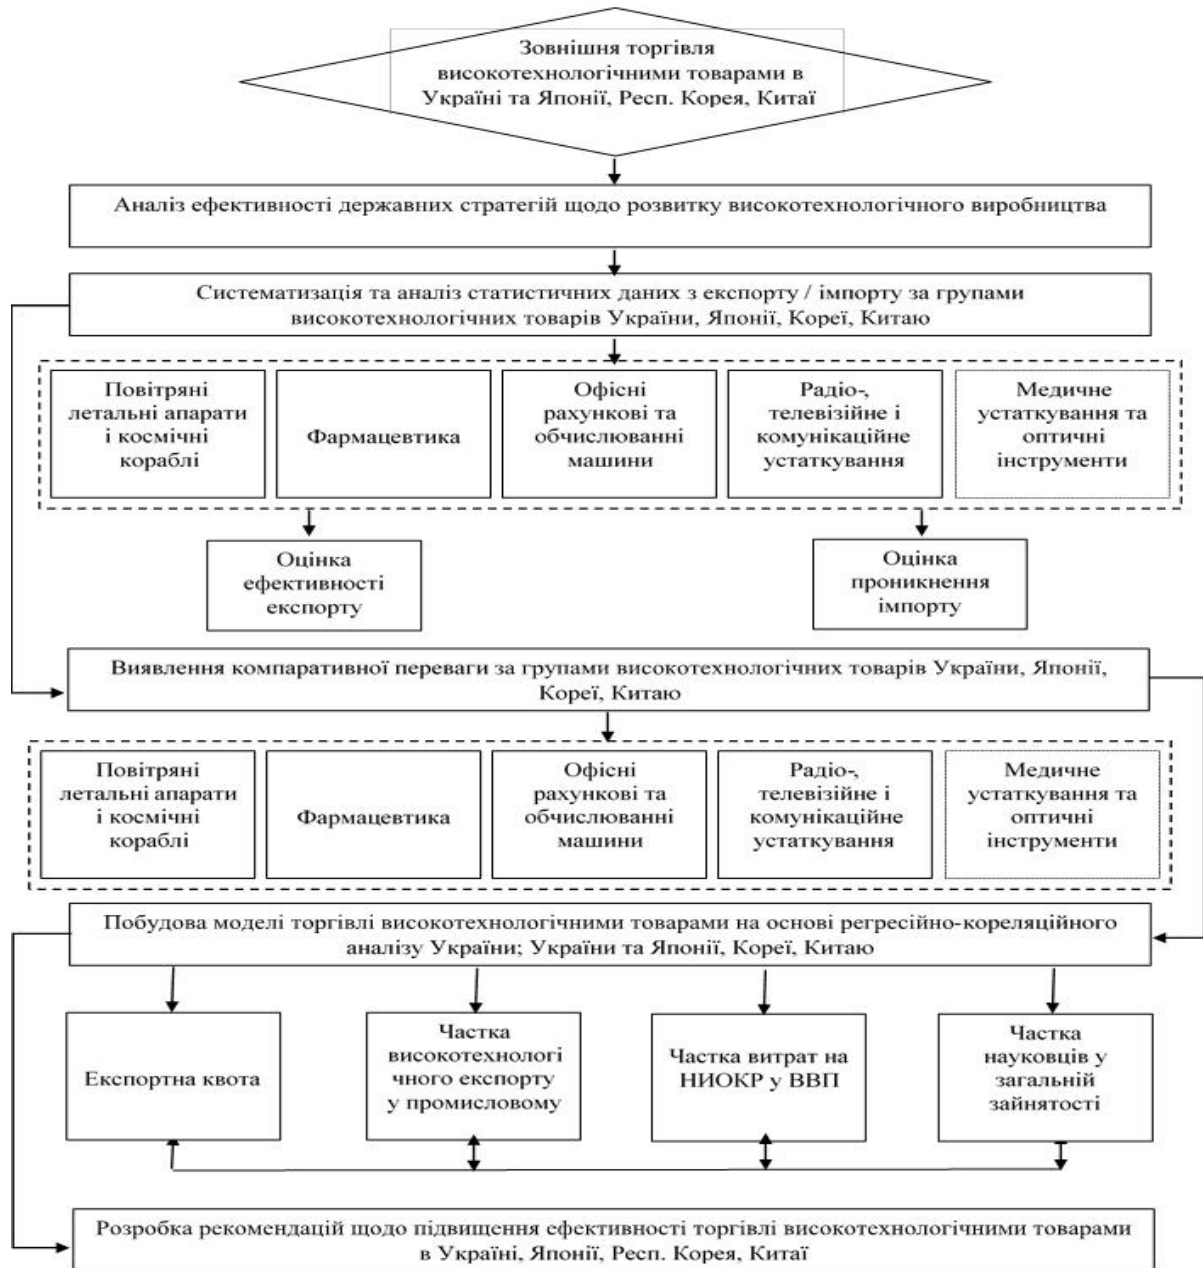 Зовнішня торгівля
високотехнологічними товарами в
Україні та Японії, Респ. Корея, Китаї
Аналіз ефективності державних стратегій щодо розвитку високотехнологічного виробництва
Систематизація та аналіз статистичних даних з експорту / імпорту за групами
високотехнологічних товарів України, Японії, Кореї, Китаю
Повітряні
летальні апарати
і космічні
кораблі
Фармацевтика
Офісні
рахункові та
обчислюванні
машини
Радіо-,
телевізійне і
комунікаційне
устаткування
Медичне
устаткування та
оптичні
інструменти
Оцінка
ефективності
експорту
Оцінка
проникнення
імпорту
Виявлення компаративної переваги за групами високотехнологічних товарів України, Японії,
Кореї, Китаю
Повітряні
летальні апарати
і космічні
кораблі
Фармацевтика
Офісні
рахункові та
обчислюванні
машини
Радіо-,
телевізійне і
комунікаційне
устаткування
Медичне
устаткування та
оптичні
інструменти
Побудова моделі торгівлі високотехнологічними товарами на основі регресійно-кореляційного
аналізу України; України та Японії, Кореї, Китаю
Експортна квота
Частка
високотехнологі
чного експорту
у промисловому
Частка витрат на
НИОКР у ВВП
Частка
науковців у
загальній
зайнятості
Розробка рекомендацій щодо підвищення ефективності торгівлі високотехнологічними товарами
в Україні, Японії, Респ. Корея, Китаї